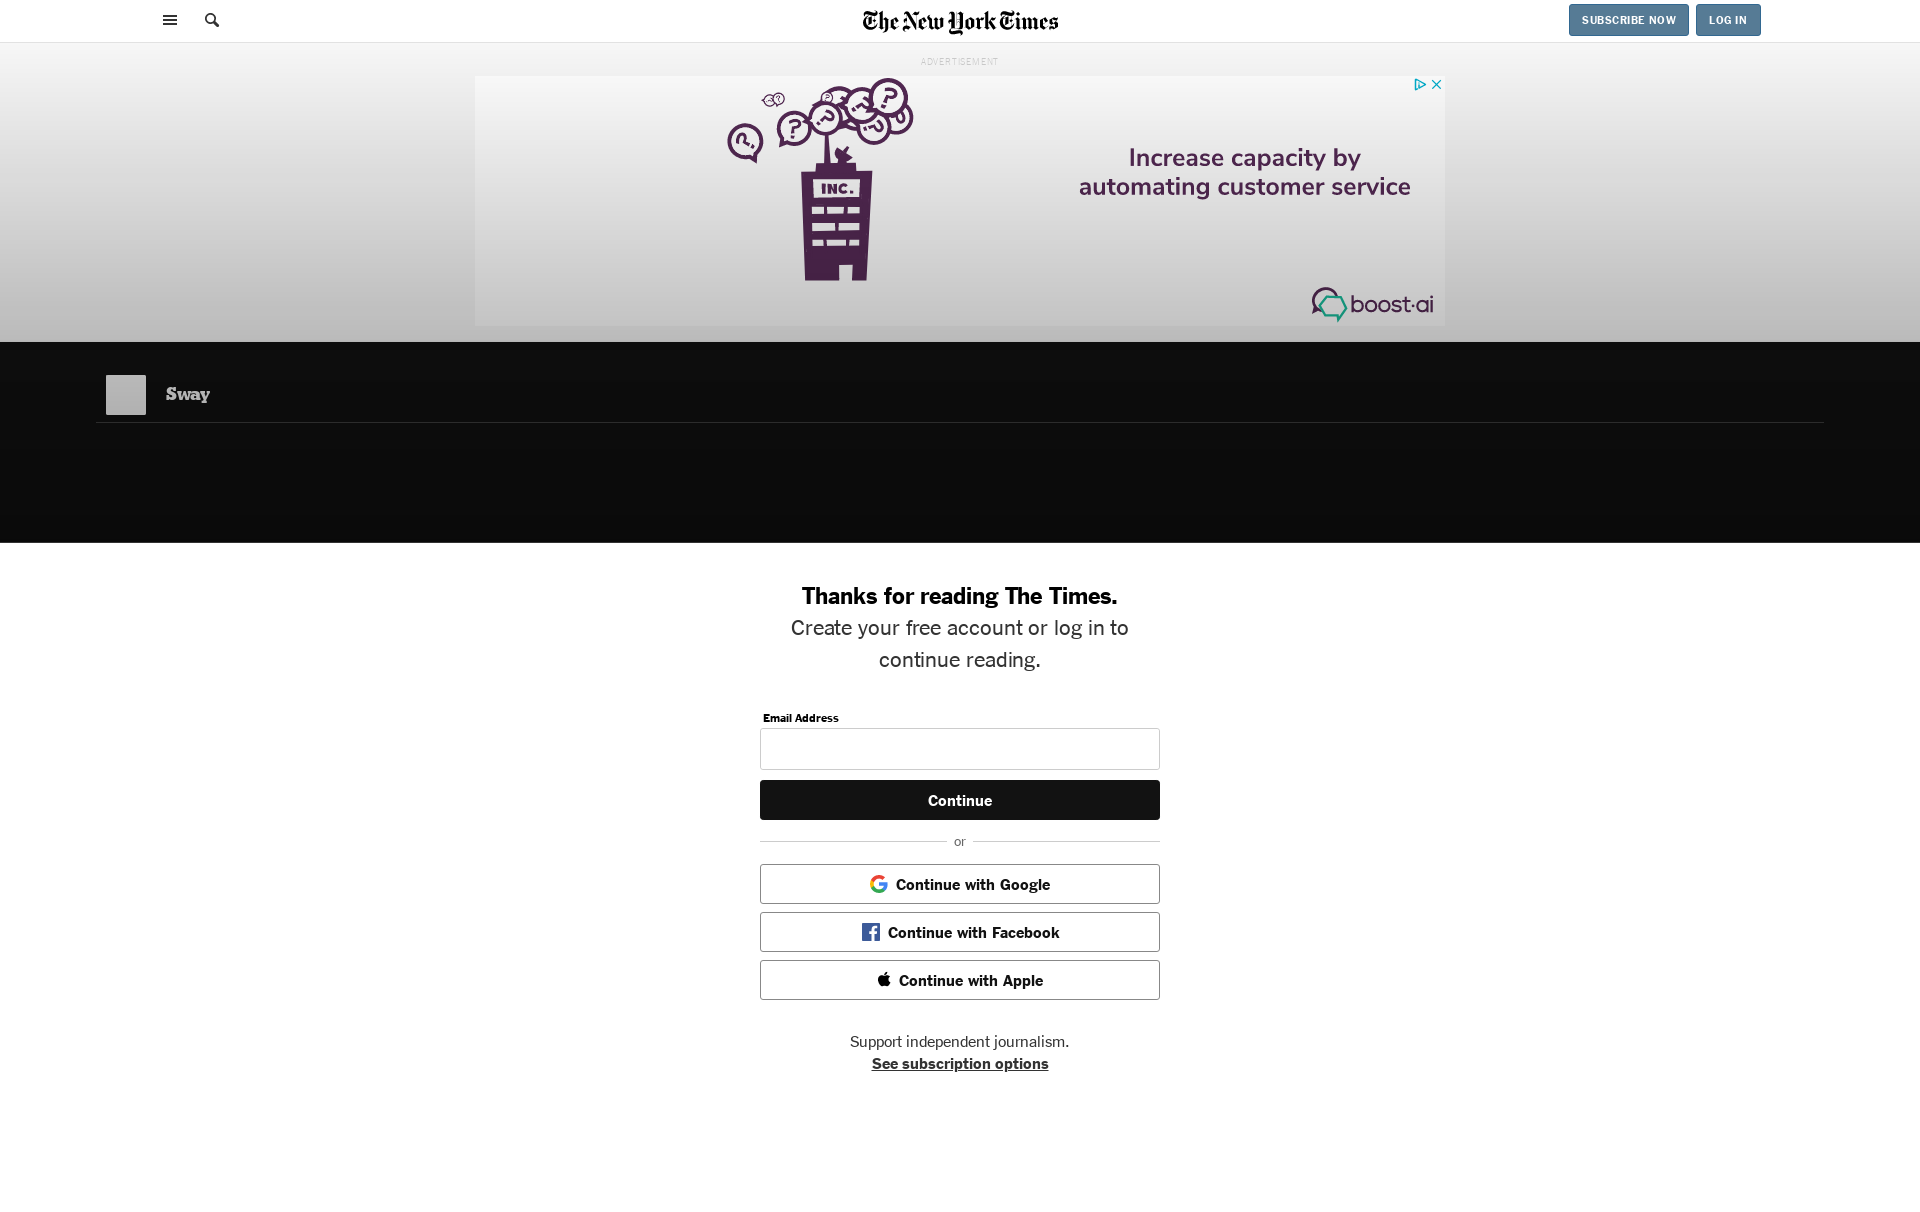 The New York Times
SUBSCRIBE NOW
LOG IN
ADVERTISEMENT
? ? ? ? ? ? ? ? ?
INC.
Increase capacity by
automating customer service
boost.ai
Sway
Thanks for reading The Times.
Create your free account or log in to
continue reading.
Email Address
Continue
or
Continue with Google
Continue with Facebook
Continue with Apple
Support independent journalism.
See subscription options